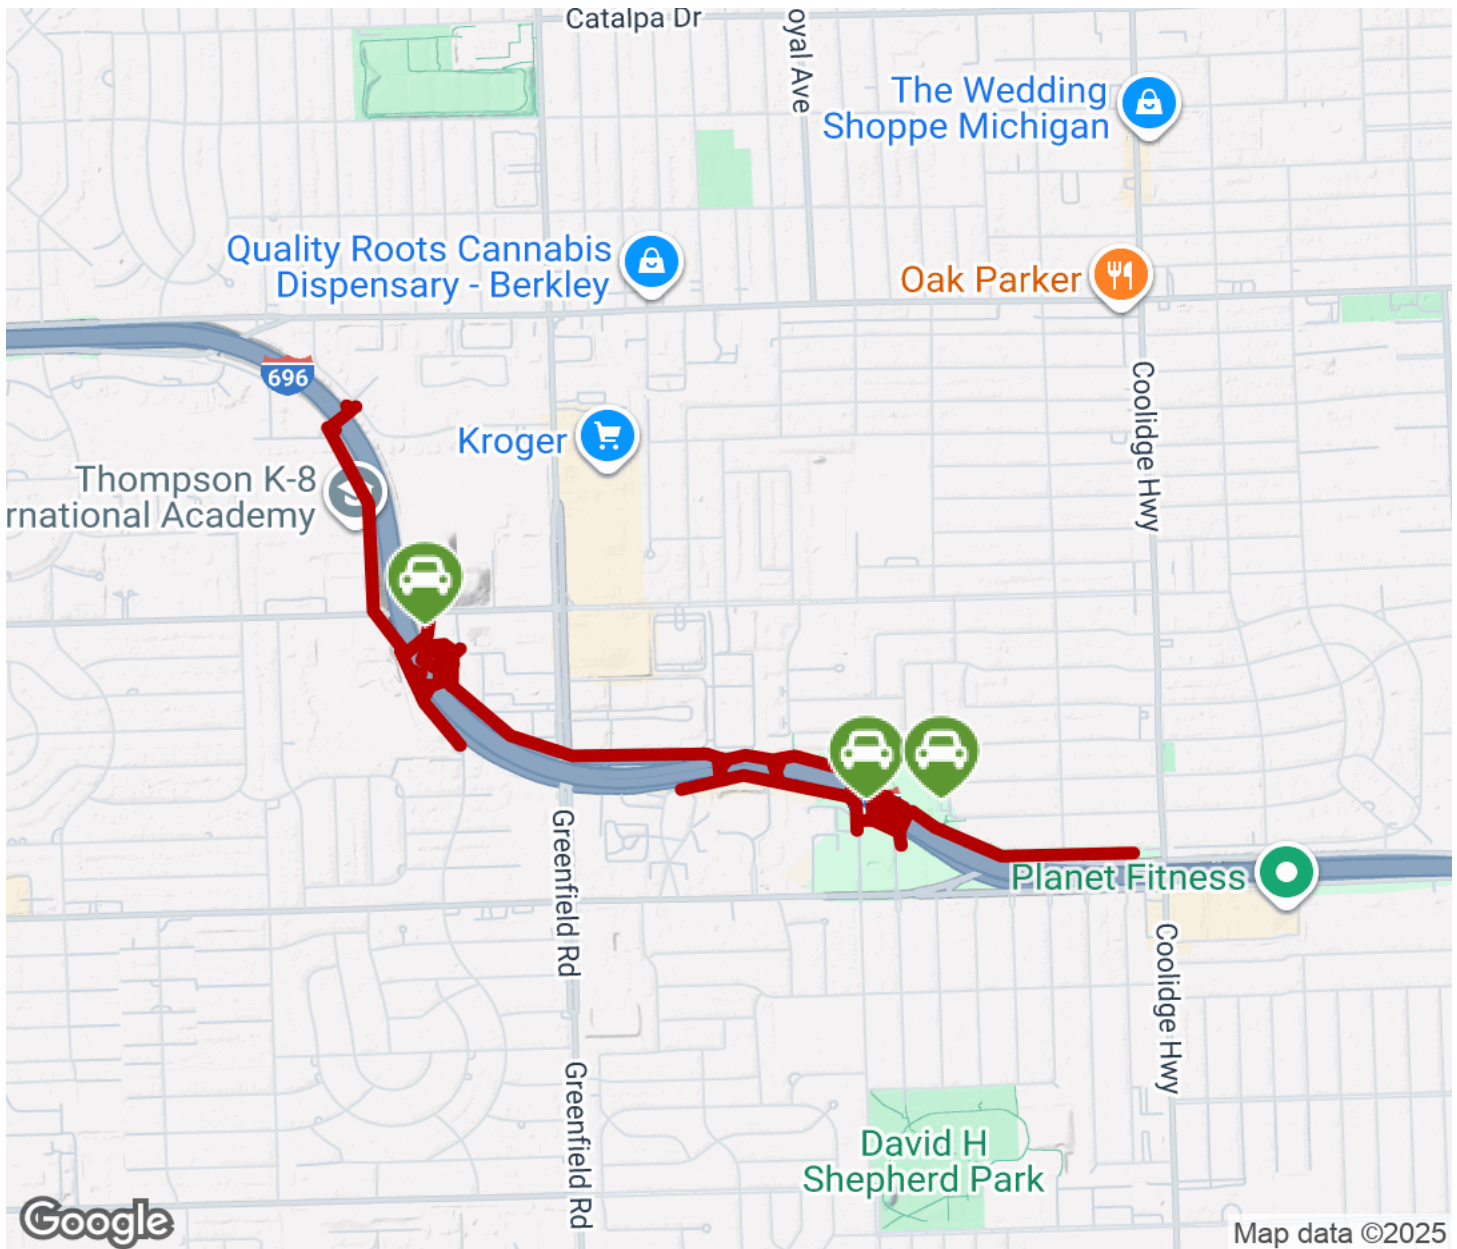 Catalpa Dr
oyal Ave
The Wedding
Shoppe Michigan
Quality Roots Cannabis
Dispensary - Berkley
Oak Parker
696
Coolidge Hwy
Kroger
Thompson K-8
rnational Academy
Greenfield Rd
Planet Fitness
Coolidge Hwy
Greenfield Rd
David H
Shepherd Park
Google
Map data ©2025